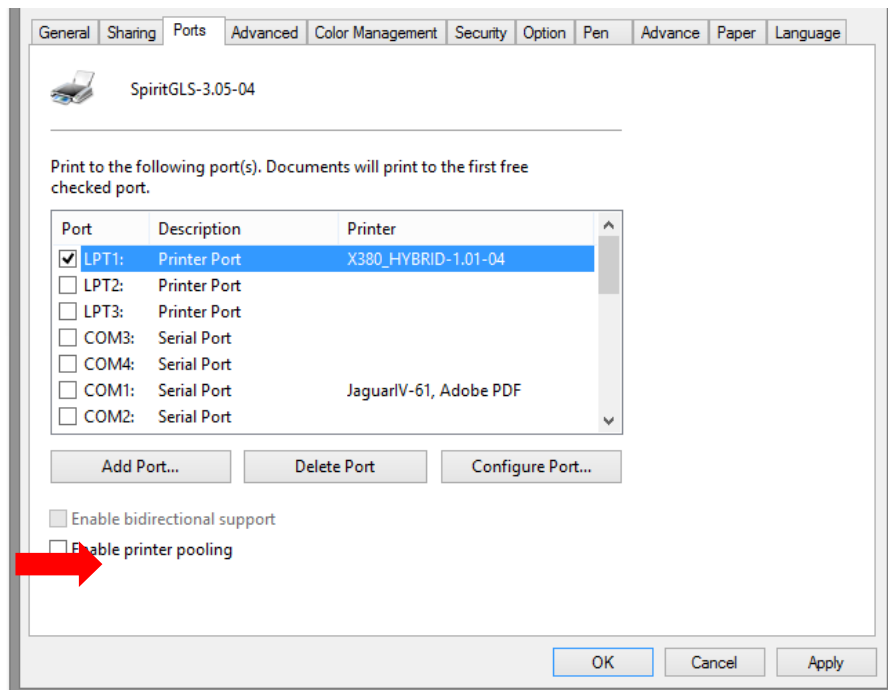 General Sharing Ports Advanced Color Management Security Option Pen Advance Paper Language
SpiritGLS-3.05-04
Print to the following port(s). Documents will print to the first free
checked port.
Port Description Printer
LPT1: Printer Port X380_HYBRID-1.01-04
LPT2: Printer Port
LPT3: Printer Port
COM3: Serial Port
COM4: Serial Port
COM1: Serial Port JaguarIV-61, Adobe PDF
COM2: Serial Port
Add Port... Delete Port Configure Port...
Enable bidirectional support
Enable printer pooling
OK Cancel Apply